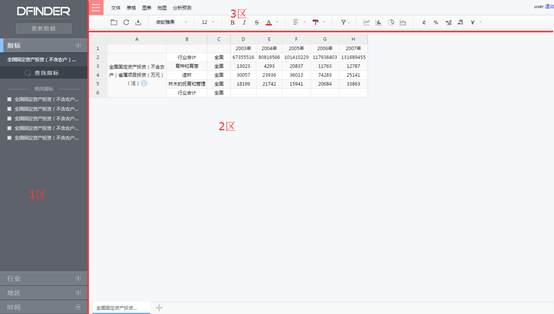 DFINDER
重新数据
指标
全国固定资产投资(不含农户)...
查找指标
相关指标
全国固定资产投资(不含农户...
全国固定资产投资(不含农户...
全国固定资产投资(不含农户...
全国固定资产投资(不含农户...
全国固定资产投资(不含农户...
1区
行业
地区
时间
文件 表格 图表 地图 分析预测
user 退出
3区
微软雅黑 12 B I S A
A B C D E F G H
1 2003年 2004年 2005年 2006年 2007年
2 行业合计 全国 67355516 80816566 101410229 117938403 131689455
3 全国固定资产投资(不含农 育种和育苗 全国 13023 4293 20837 11763 12787
4 户)省属项目投资(万元) 造林 全国 30057 23936 36013 74283 25141
5 (注) 林木的抚育和管理 全国 18199 21742 15941 20684 33803
6 行业合计 全国
2区
全国固定资产投资...